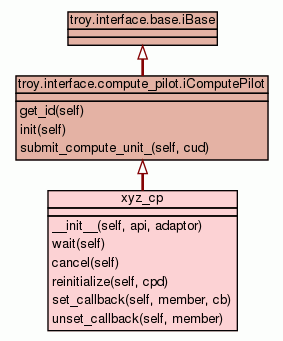 troy.interface.base.iBase
troy.interface.compute_pilot.iComputePilot
get_id(self)
init(self)
submit_compute_unit_(self, cud)
xyz_cp
__init__(self, api, adaptor)
wait(self)
cancel(self)
reinitialize(self, cpd)
set_callback(self, member, cb)
unset_callback(self, member)